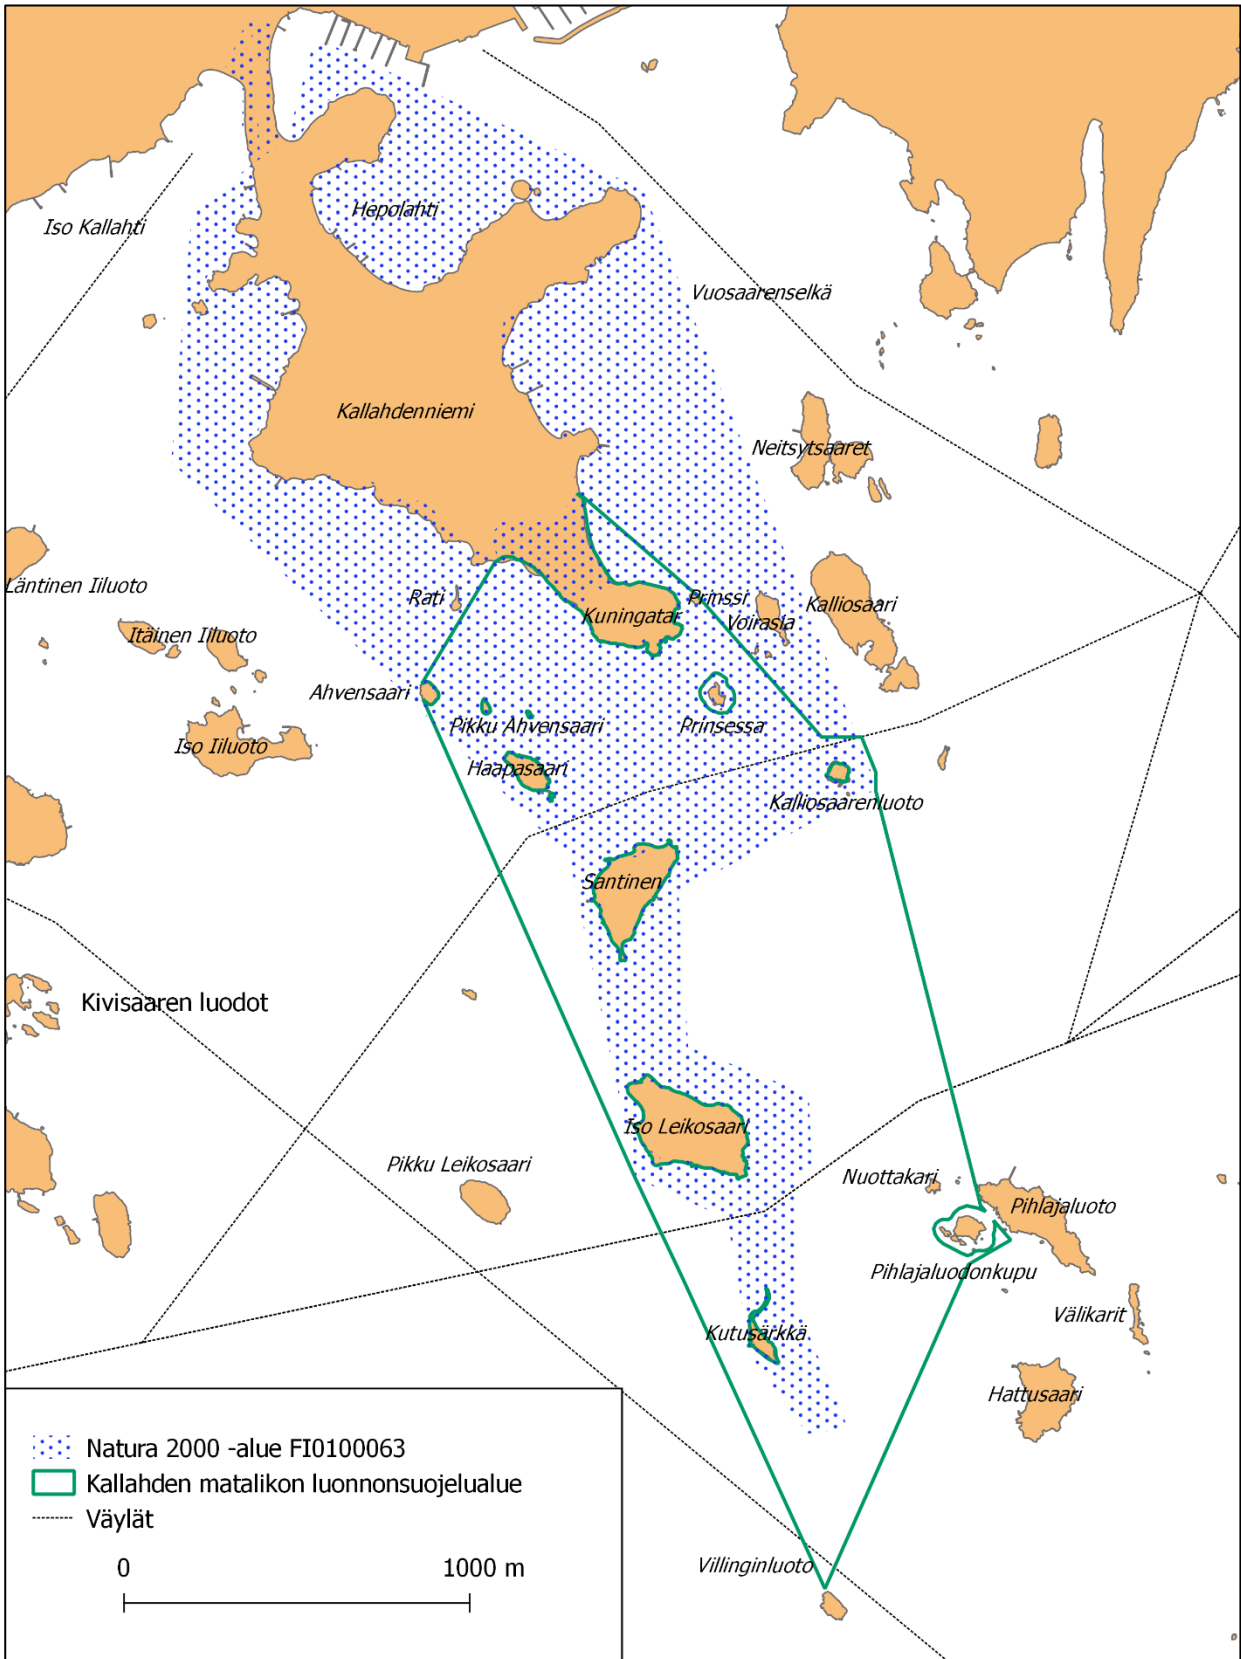 Hepolahti
Iso Kallahti
Vuosaarenselkä
Kallahdenniemi
Neitsytsaaret
Läntinen Iiluoto
Rati
Prinssi
Kalliosaari
Kuningatar
Voirasia
Itäinen Iiluoto
Ahvensaari
Pikku Ahvensaari
Prinsessa
Iso Iiluoto
Haapasaari
Kalliosaarenluoto
Santinen
Kivisaaren luodot
Iso Leikosaari
Pikku Leikosaari
Nuottakari
Pihlajaluoto
Pihlajaluodonkupu
Välikarit
Kutusärkkä
Hattusaari
Natura 2000 -alue FI0100063
Kallahden matalikon luonnonsuojelualue
Väylät
0 1000 m
Villinginluoto